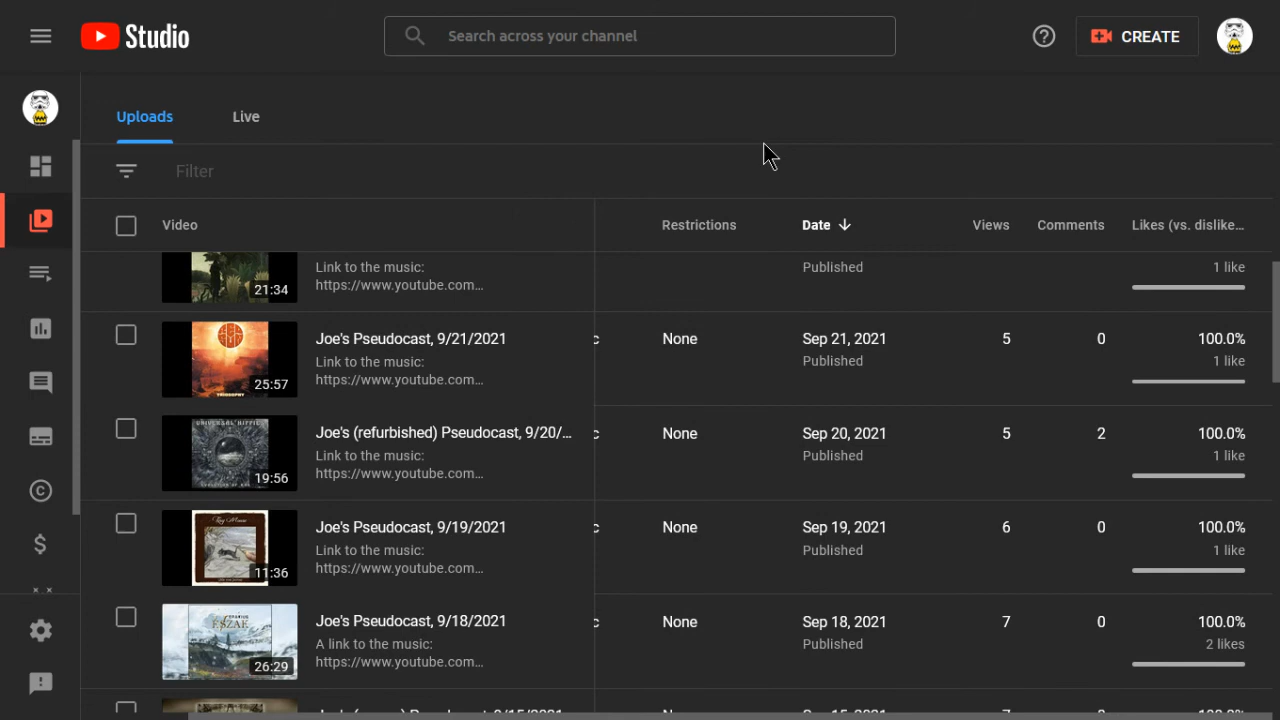 Studio
Search across your channel
CREATE
Uploads
Live
Filter
Video
Restrictions
Date
Views
Comments
Likes (vs. dislike...
21:34
Link to the music:
https://www.youtube.com...
Published
1 like
25:57
Joe's Pseudocast, 9/21/2021
Link to the music:
https://www.youtube.com...
c
None
Sep 21, 2021
Published
5
0
100.0%
1 like
19:56
Joe's (refurbished) Pseudocast, 9/20/...
Link to the music:
https://www.youtube.com...
c
None
Sep 20, 2021
Published
5
2
100.0%
1 like
11:36
Joe's Pseudocast, 9/19/2021
Link to the music:
https://www.youtube.com...
None
Sep 19, 2021
Published
6
0
100.0%
1 like
ÉSZAK
26:29
Joe's Pseudocast, 9/18/2021
A link to the music:
https://www.youtube.com...
c
None
Sep 18, 2021
Published
7
0
100.0%
2 likes